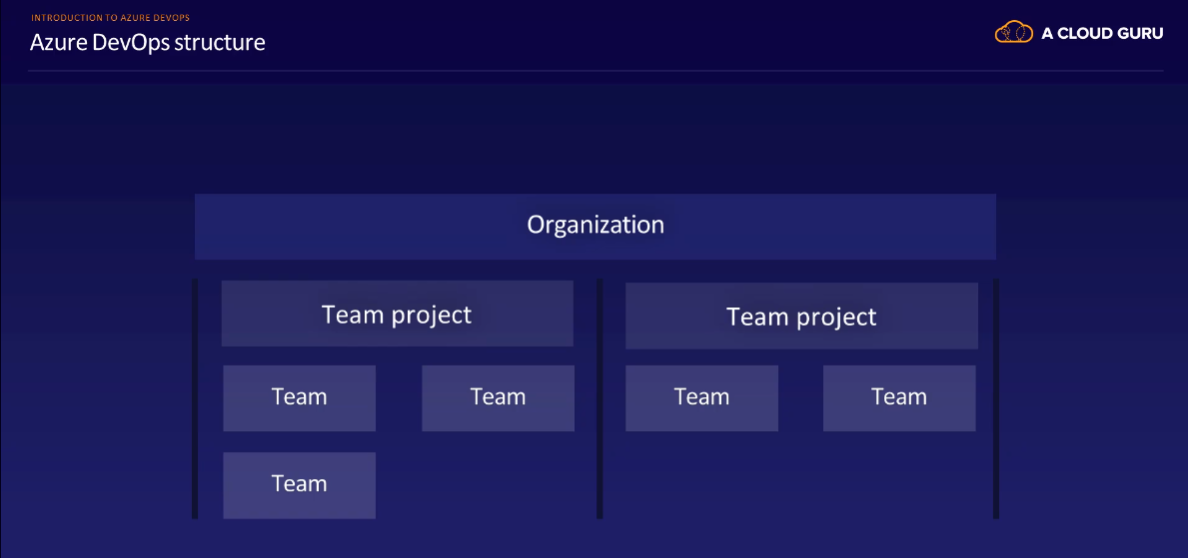 INTRODUCTION TO AZURE DEVOPS
Azure DevOps structure
A CLOUD GURU
Organization
Team project
Team project
Team
Team
Team
Team
Team